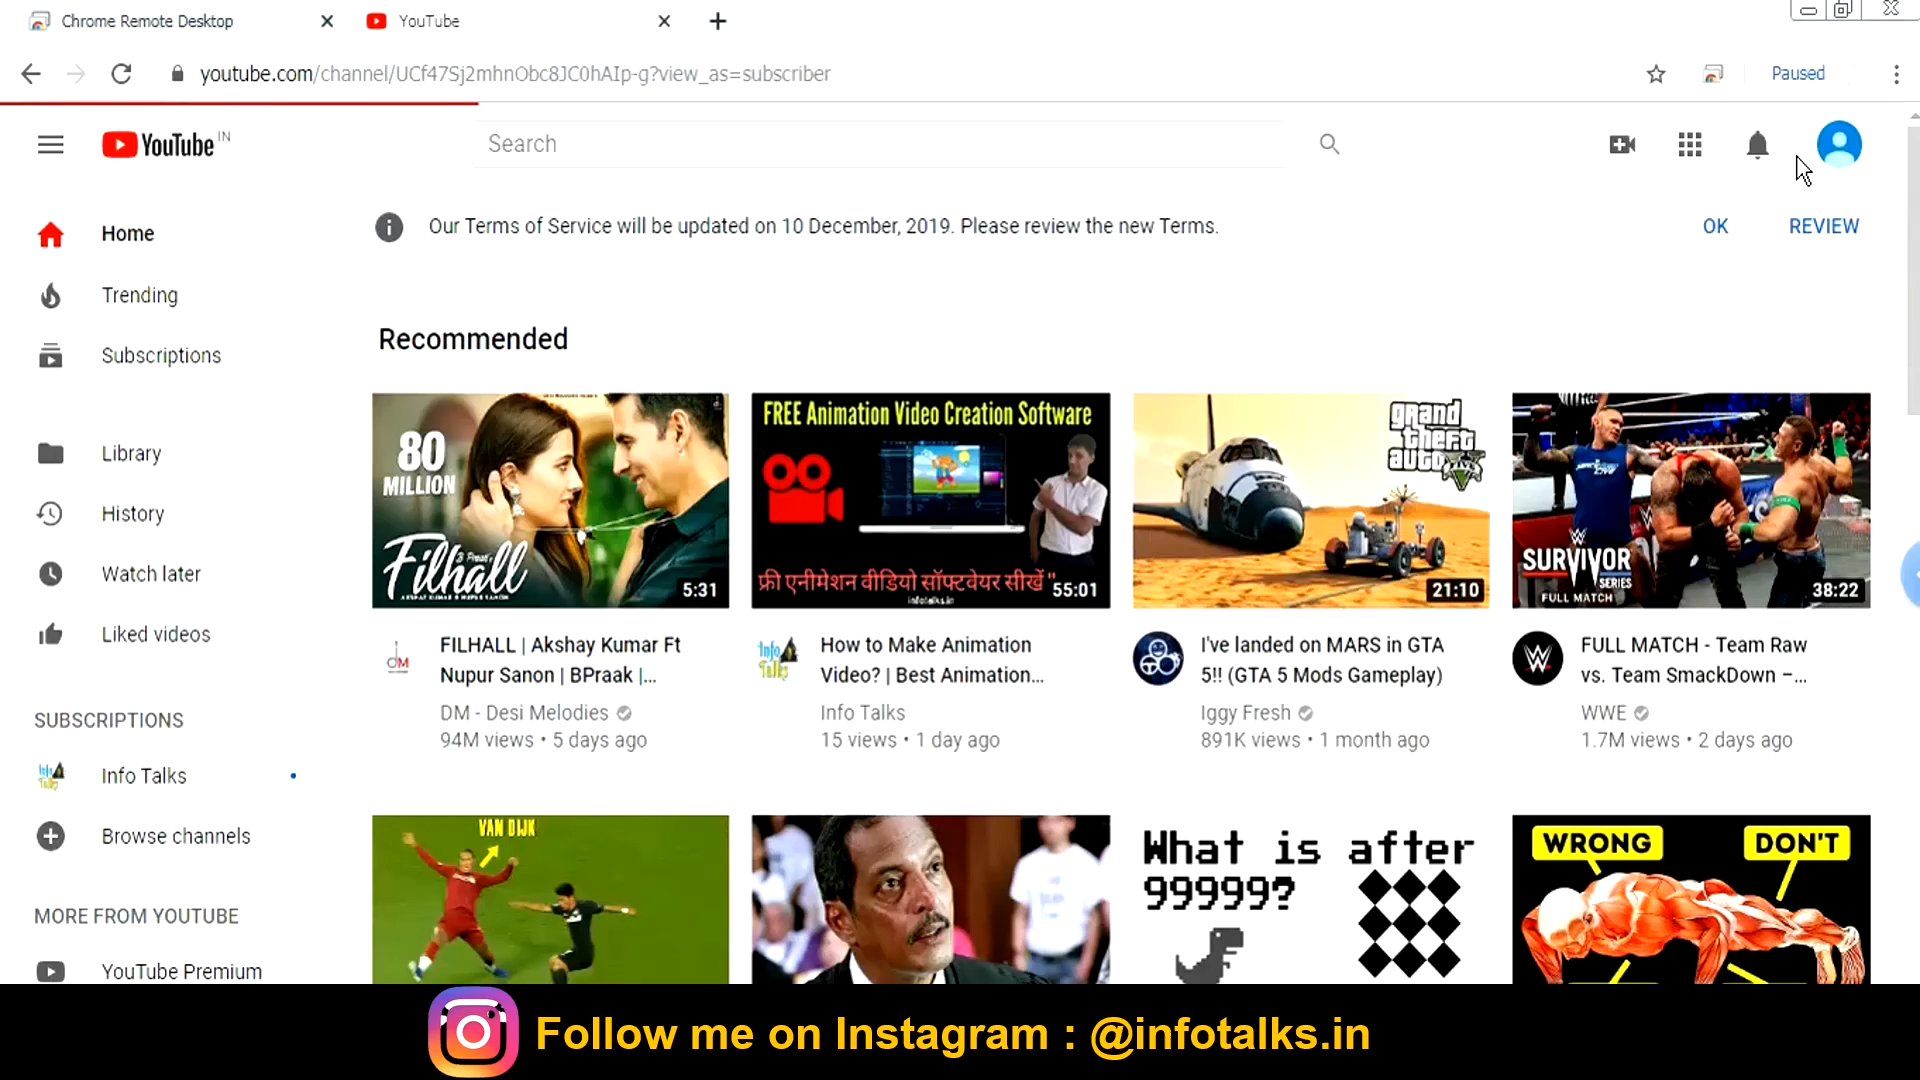 Chrome Remote Desktop
YouTube
youtube.com/channel/UCf47Sj2mhnObc8JC0hAIp-g?view_as=subscriber
Paused
YouTube IN
Search
Home
Trending
Subscriptions
Library
History
Watch later
Liked videos
SUBSCRIPTIONS
Info Talks
Browse channels
MORE FROM YOUTUBE
YouTube Premium
Our Terms of Service will be updated on 10 December, 2019. Please review the new Terms.
OK
REVIEW
Recommended
80
MILLION
Filhall
5:31
FILHALL | Akshay Kumar Ft
Nupur Sanon | BPraak |...
DM - Desi Melodies
94M views • 5 days ago
FREE Animation Video Creation Software
फ्री एनीमेशन वीडियो सॉफ्टवेयर सीखें "
infotalks.in
55:01
How to Make Animation
Video? | Best Animation...
Info Talks
15 views • 1 day ago
grand
theft
auto V
21:10
I've landed on MARS in GTA
5!! (GTA 5 Mods Gameplay)
Iggy Fresh
891K views • 1 month ago
SURVIVOR
SERIES
FULL MATCH
38:22
FULL MATCH - Team Raw
vs. Team SmackDown –...
WWE
1.7M views • 2 days ago
VAN DIJK
What is after
99999?
WRONG
DON'T
Follow me on Instagram : @infotalks.in